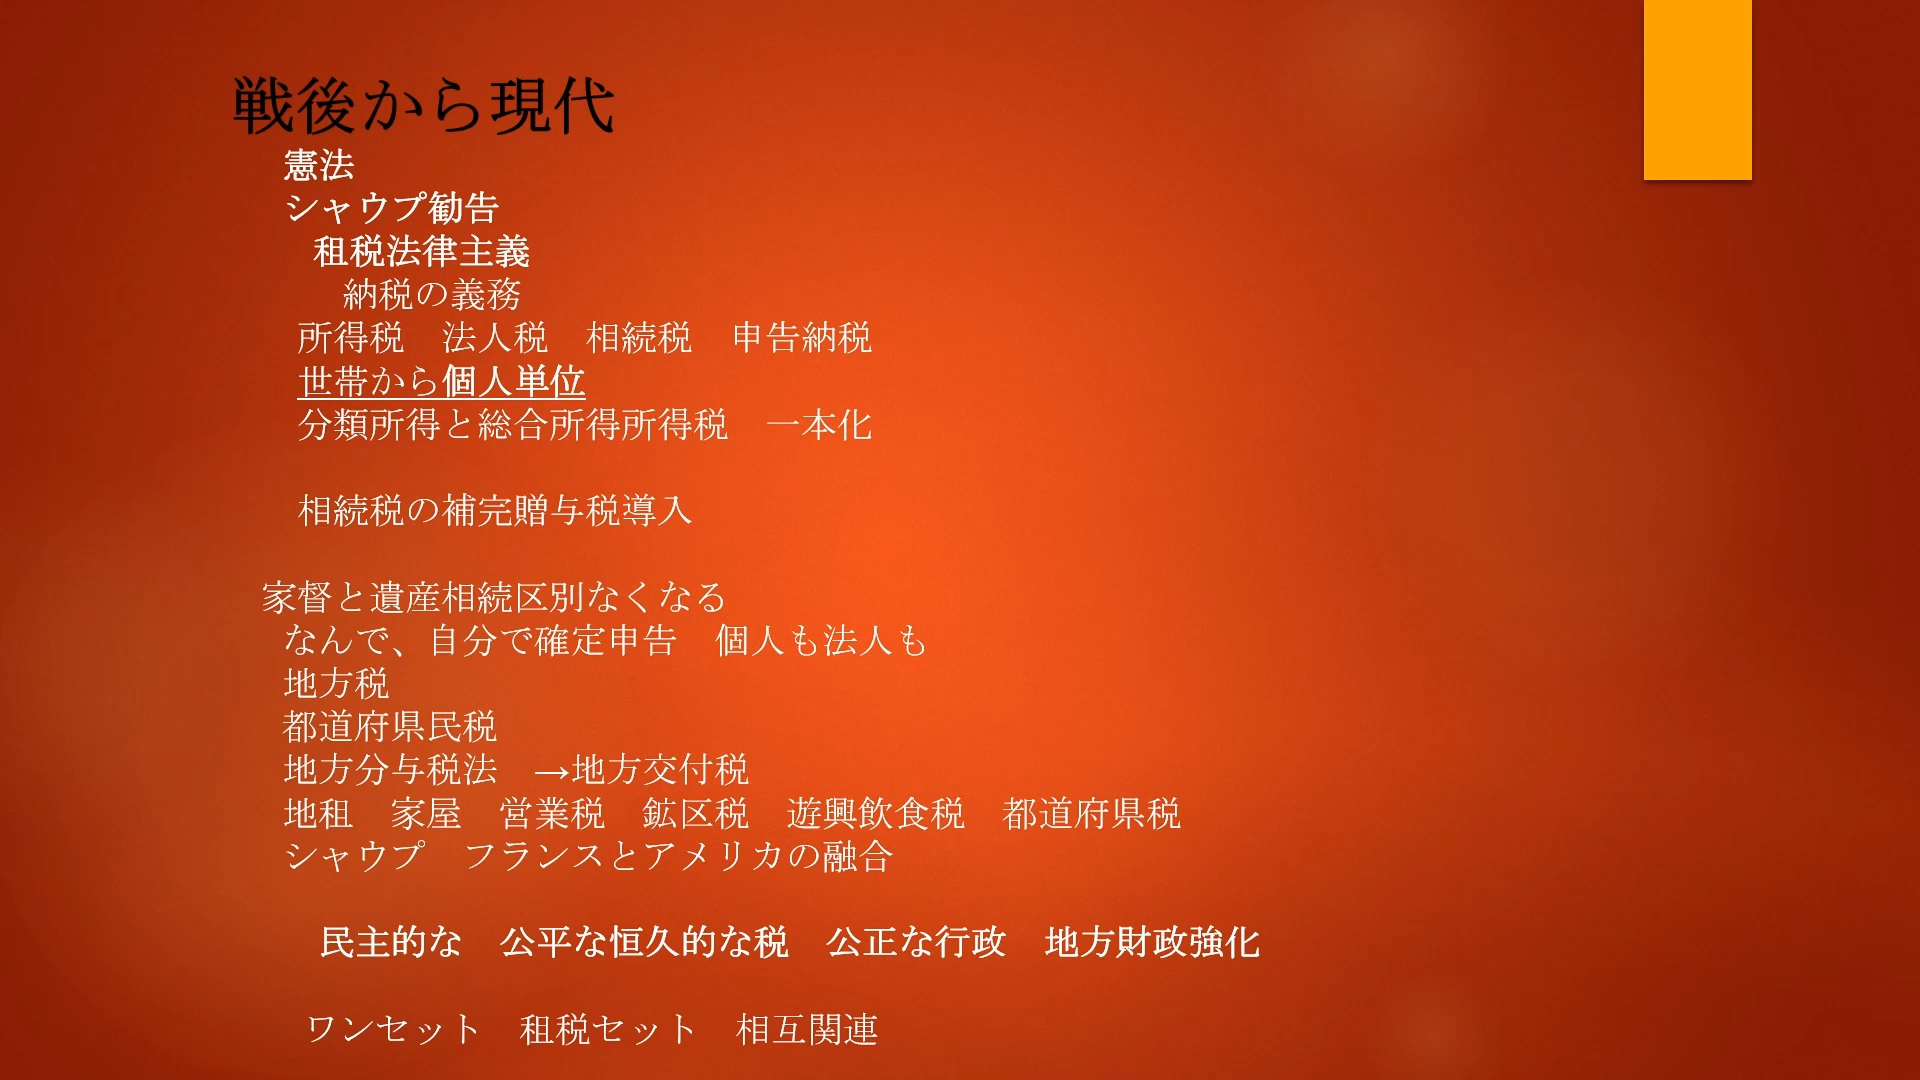 戦後から現代
憲法
シャウプ勧告
租税法律主義
納税の義務
所得税　法人税　相続税　申告納税
世帯から個人単位
分類所得と総合所得所得税　一本化
相続税の補完贈与税導入
家督と遺産相続区別なくなる
なんで、自分で確定申告　個人も法人も
地方税
都道府県民税
地方分与税法　→地方交付税
地租　家屋　営業税　鉱区税　遊興飲食税　都道府県税
シャウプ　フランスとアメリカの融合
民主的な　公平な恒久的な税　公正な行政　地方財政強化
ワンセット　租税セット　相互関連